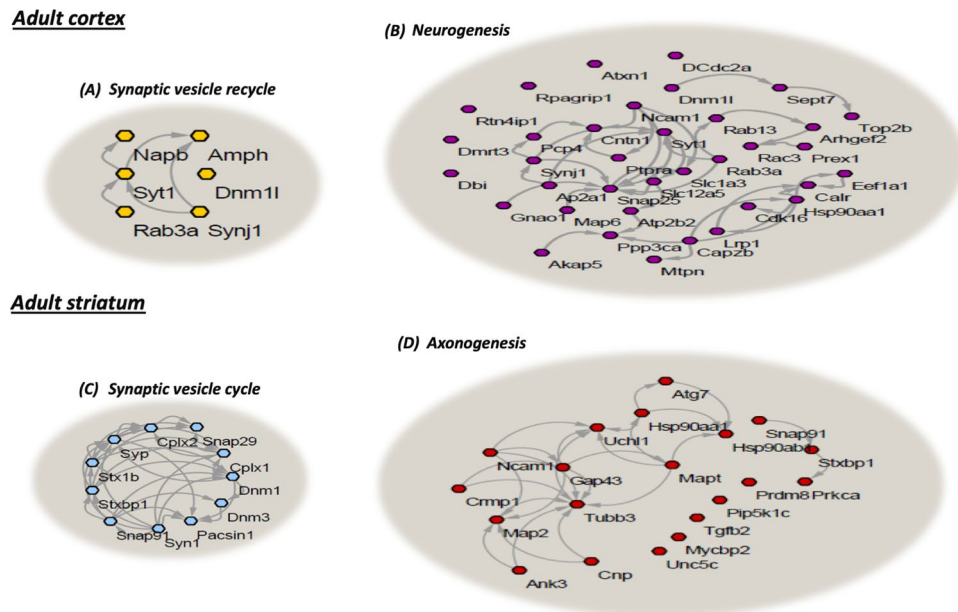 Adult cortex
(A) Synaptic vesicle recycle
Napb
Amph
Syt1
Dnm1l
Rab3a
Synj1
(B) Neurogenesis
DCdc2a
Atxn1
Rpagrip1
Dnm1l
Sept7
Rtn4ip1
Ncam1
Top2b
Rab13
Cntn1
Syt1
Arhgef2
Pcp4
Dmrt3
Rac3
Prex1
Ptpra
Rab3a
Synj1
Slc1a3
Dbi
Eef1a1
Ap2a1
Slc12a5
Snap25
Calr
Gnao1
Map6
Atp2b2
Cdk16
Hsp90aa1
Ppp3ca
Lrp1
Capzb
Akap5
Mtpn
Adult striatum
(C) Synaptic vesicle cycle
Cplx2
Snap29
Syp
Cplx1
Stx1b
Dnm1
Stxbp1
Dnm3
Snap91
Syn1
Pacsin1
(D) Axonogenesis
Atg7
Hsp90aa1
Uchl1
Snap91
Hsp90ab1
Stxbp1
Ncam1
Gap43
Mapt
Prdm8
Prkca
Crmp1
Pip5k1c
Tubb3
Tgfb2
Map2
Mycbp2
Unc5c
Cnp
Ank3